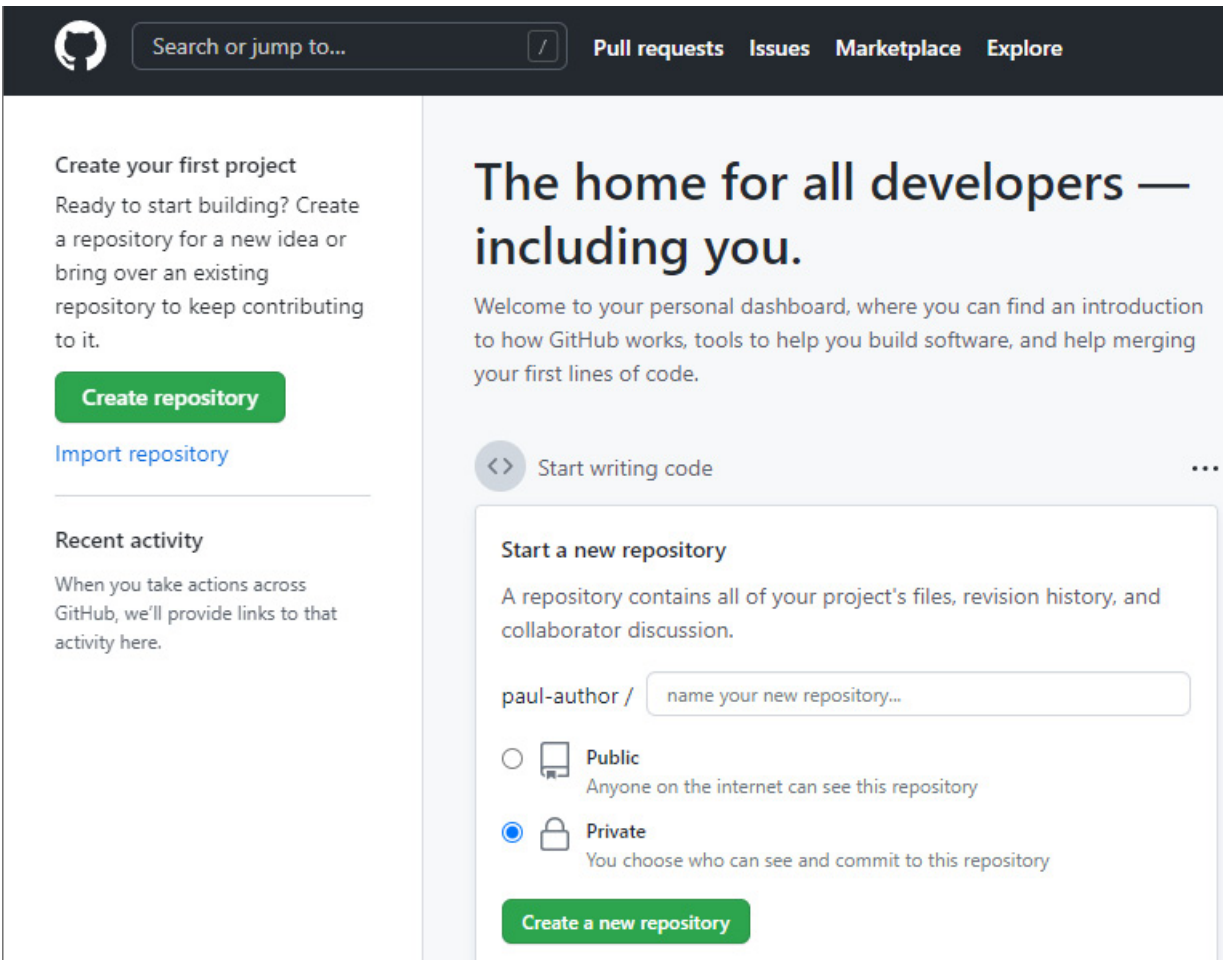 Search or jump to... /
Pull requests Issues Marketplace Explore
Create your first project
Ready to start building? Create
a repository for a new idea or
bring over an existing
repository to keep contributing
to it.
Create repository
Import repository
Recent activity
When you take actions across
GitHub, we'll provide links to that
activity here.
The home for all developers —
including you.
Welcome to your personal dashboard, where you can find an introduction
to how GitHub works, tools to help you build software, and help merging
your first lines of code.
<> Start writing code ...
Start a new repository
A repository contains all of your project's files, revision history, and
collaborator discussion.
paul-author / name your new repository...
Public
Anyone on the internet can see this repository
Private
You choose who can see and commit to this repository
Create a new repository